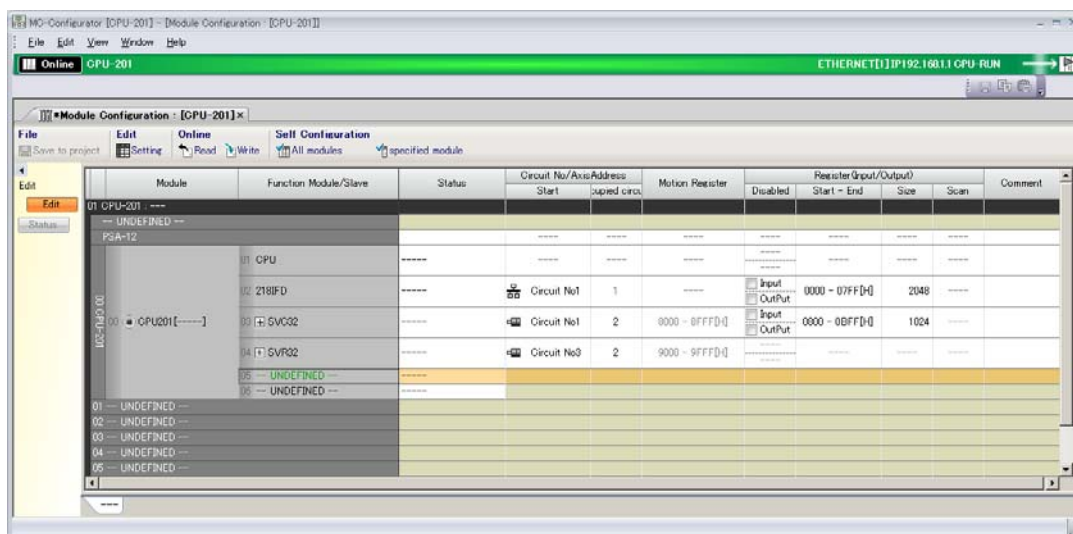 MC-Configurator [CPU-201] - [Module Configuration : [CPU-201]]
File Edit View Window Help
Online CPU-201 ETHERNET[1] IP192.168.1.1 CPU-RUN
Module Configuration : [CPU-201] ×
File Edit Online Self Configuration
Save to project Setting Read Write All modules specified module
Edit
Edit
Status
Module Function Module/Slave Status Circuit No/AxisAddress Motion Register Register(Input/Output) Comment
Start Disabled Start - End Size Scan
01 CPU-201 : ---
-- UNDEFINED --
PSA-12 ---- ---- ---- ---- ---- ---- ----
01 CPU ----- ---- ---- ---- ---- ---- ---- ----
00 CPU-201
02 218IFD ----- Circuit No1 1 ---- Input OutPut 0000 - 07FF[H] 2048 ----
00 CPU201[-----] 03 + SVC32 ----- Circuit No1 2 8000 - 8FFF[H] Input OutPut 0800 - 0BFF[H] 1024 ----
04 + SVR32 ----- Circuit No3 2 9000 - 9FFF[H] ---- ---- ---- ----
05 -- UNDEFINED -- -----
06 -- UNDEFINED -- -----
01 -- UNDEFINED --
02 -- UNDEFINED --
03 -- UNDEFINED --
04 -- UNDEFINED --
05 -- UNDEFINED --
---